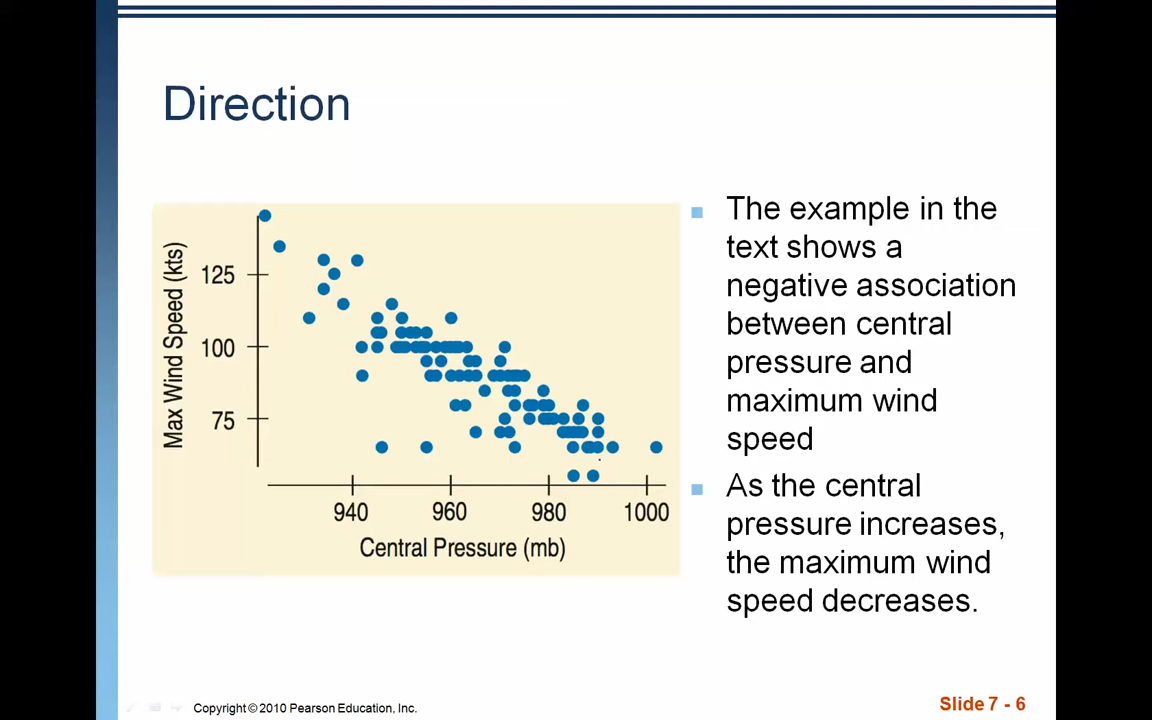 Direction
Max Wind Speed (kts)
125
100
75
940 960 980 1000
Central Pressure (mb)
The example in the
text shows a
negative association
between central
pressure and
maximum wind
speed
As the central
pressure increases,
the maximum wind
speed decreases.
Copyright © 2010 Pearson Education, Inc.
Slide 7 - 6